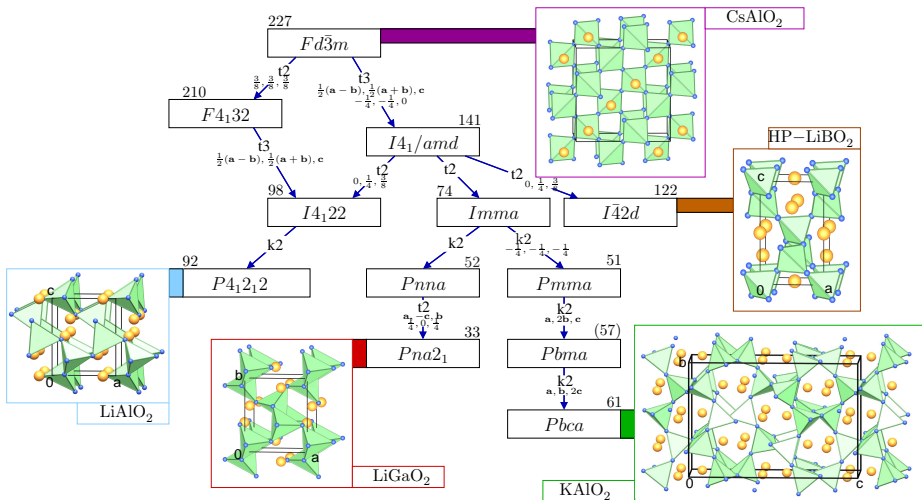 CsAlO₂
227
Fd3̄m
t2
3/8, 3/8, 3/8
t3
½(a − b), ½(a + b), c
−¼, −¼, 0
210
F4₁32
t3
½(a − b), ½(a + b), c
141
I4₁/amd
t2
0, ¼, 3/8
t2
t2
0, ¼, 3/8
HP−LiBO₂
c
0
a
98
I4₁22
74
Imma
122
I4̄2d
k2
k2
k2
−¼, −¼, −¼
92
P4₁2₁2
52
Pnna
51
Pmma
c
0
a
LiAlO₂
t2
a, −c, b
¼, 0, ¼
k2
a, 2b, c
33
Pna2₁
(57)
Pbma
k2
a, b, 2c
61
Pbca
b
0
a
LiGaO₂
b
0
c
KAlO₂